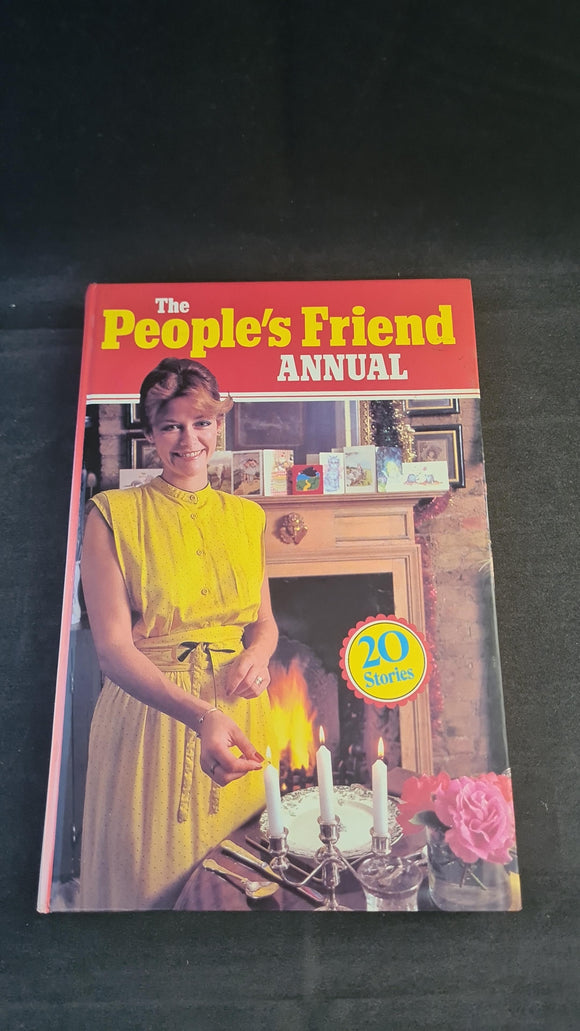 The
People's Friend
ANNUAL
20
Stories